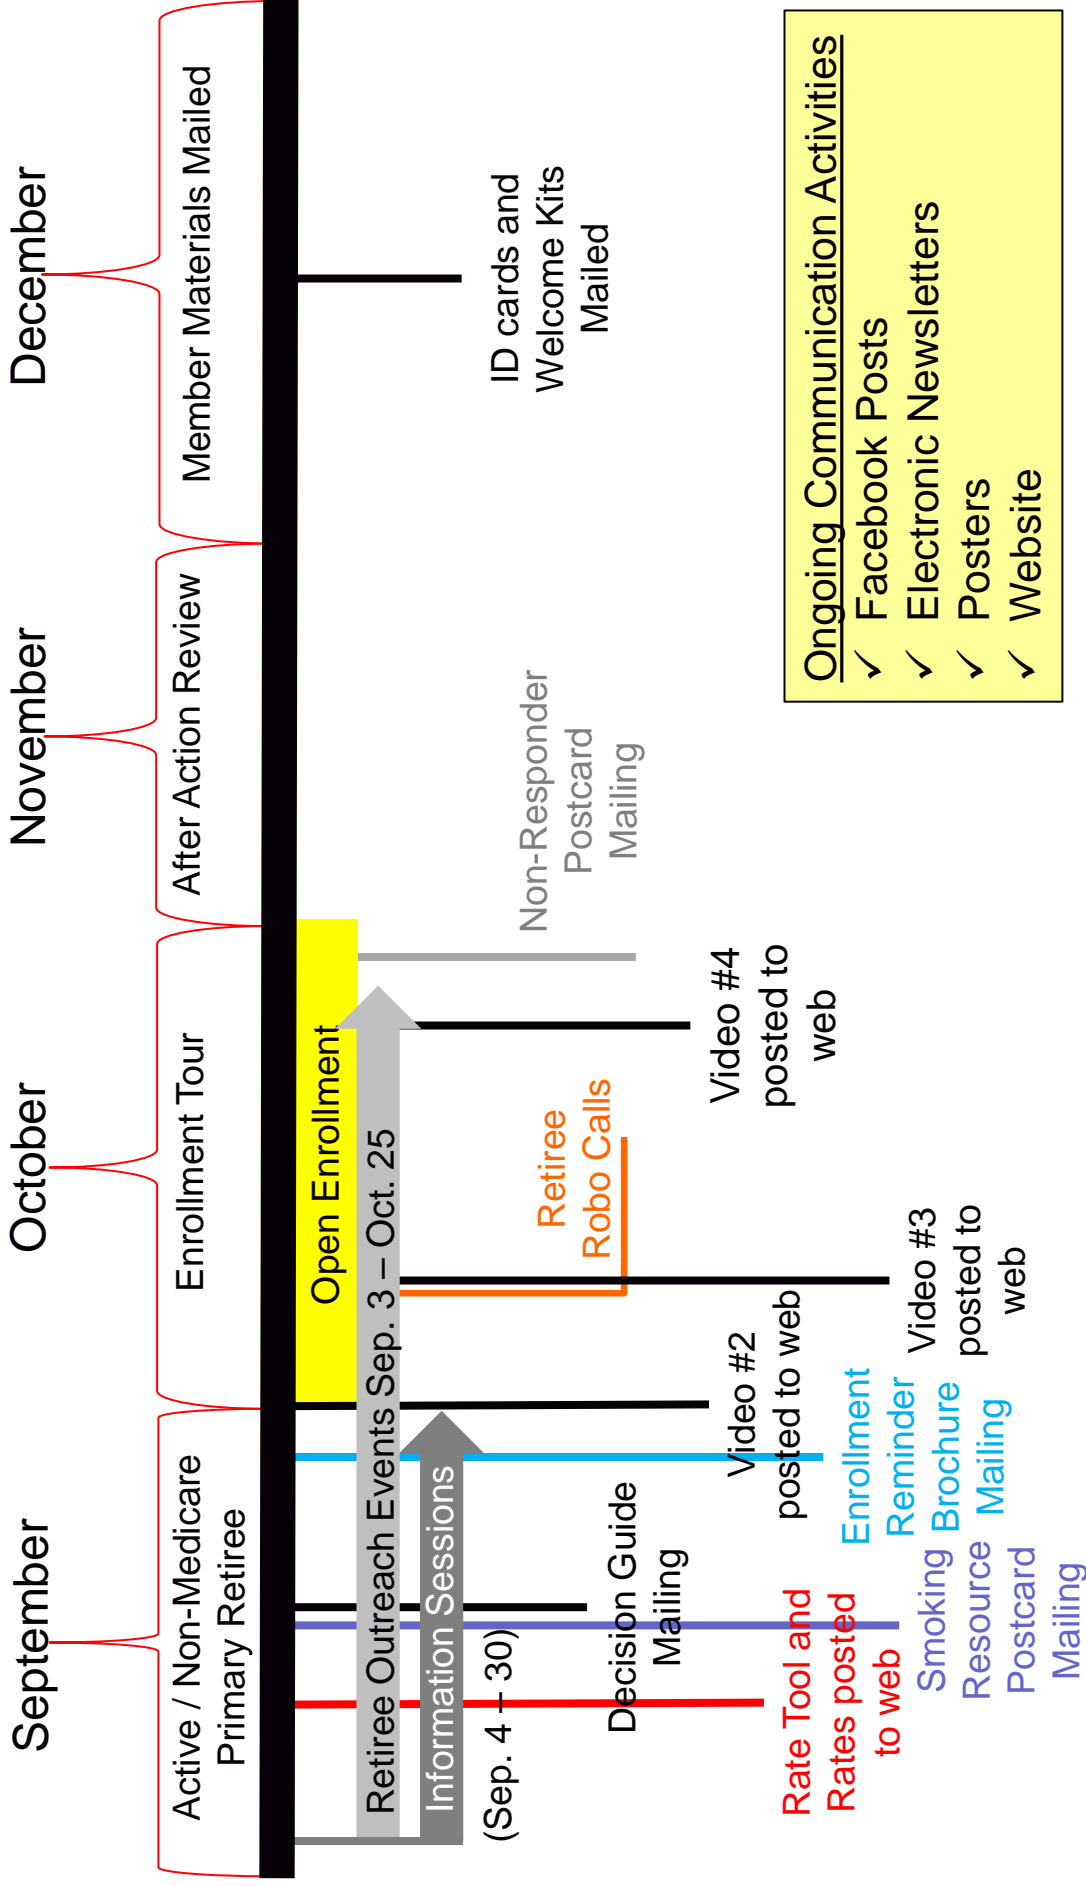 September
October
November
December
Active / Non-Medicare
Primary Retiree
Enrollment Tour
After Action Review
Member Materials Mailed
Open Enrollment
Retiree Outreach Events Sep. 3 – Oct. 25
Information Sessions
(Sep. 4 – 30)
Decision Guide
Mailing
Rate Tool and
Rates posted
to web
Smoking
Resource
Postcard
Mailing
Enrollment
Reminder
Brochure
Mailing
Video #2
posted to web
Video #3
posted to
web
Retiree
Robo Calls
Video #4
posted to
web
Non-Responder
Postcard
Mailing
ID cards and
Welcome Kits
Mailed
Ongoing Communication Activities
✓ Facebook Posts
✓ Electronic Newsletters
✓ Posters
✓ Website